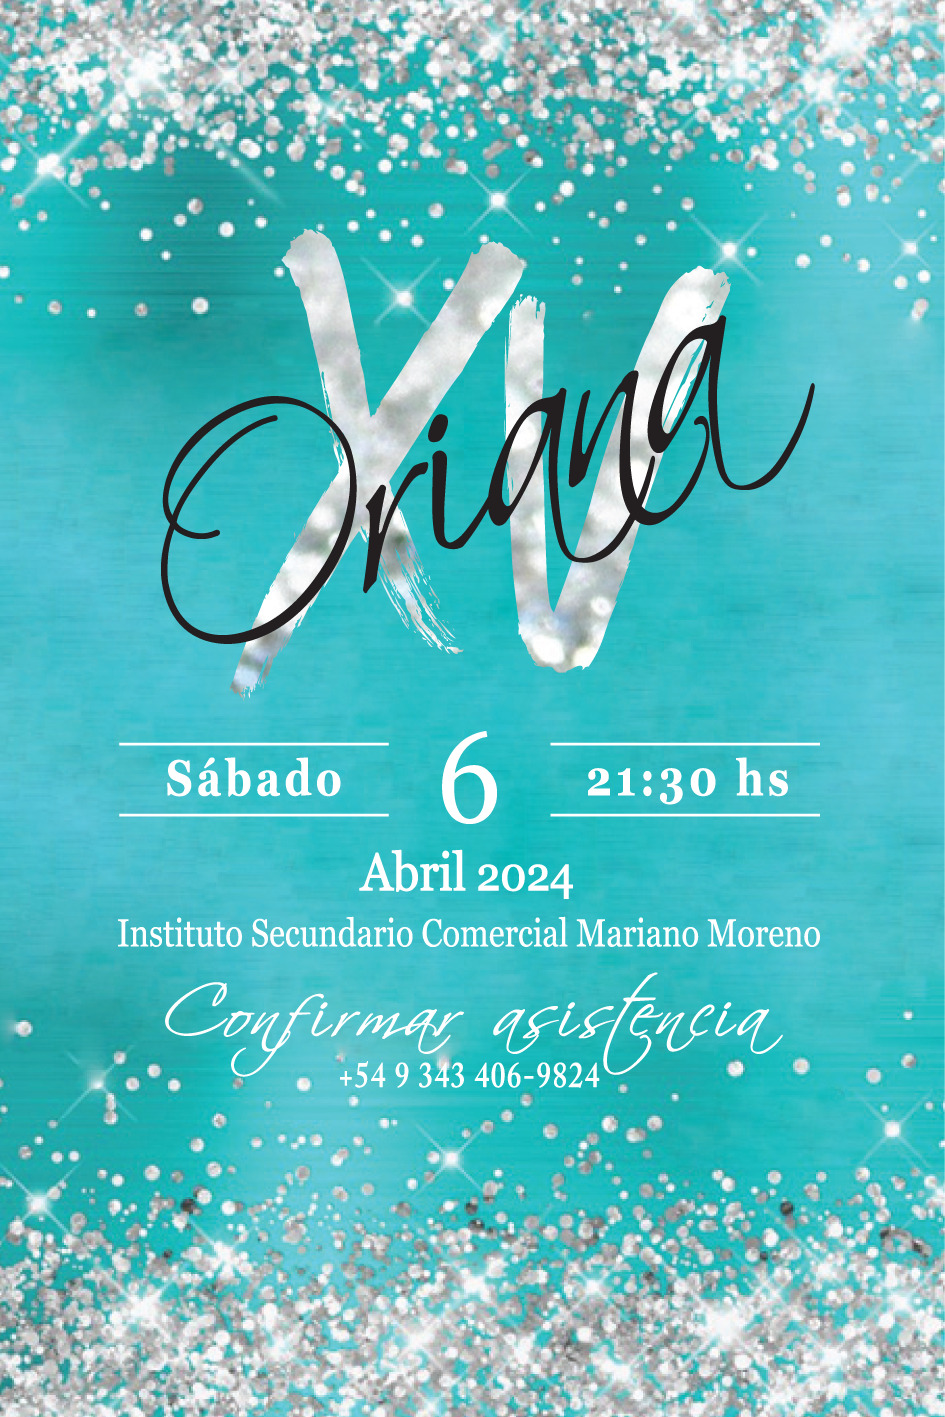 XV
Oriana
Sábado 6 21:30 hs
Abril 2024
Instituto Secundario Comercial Mariano Moreno
Confirmar asistencia
+54 9 343 406-9824